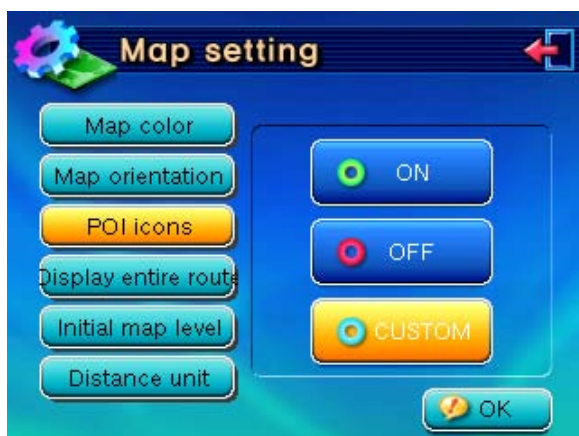 Map setting
Map color
Map orientation
POI icons
Display entire route
Initial map level
Distance unit
ON
OFF
CUSTOM
OK